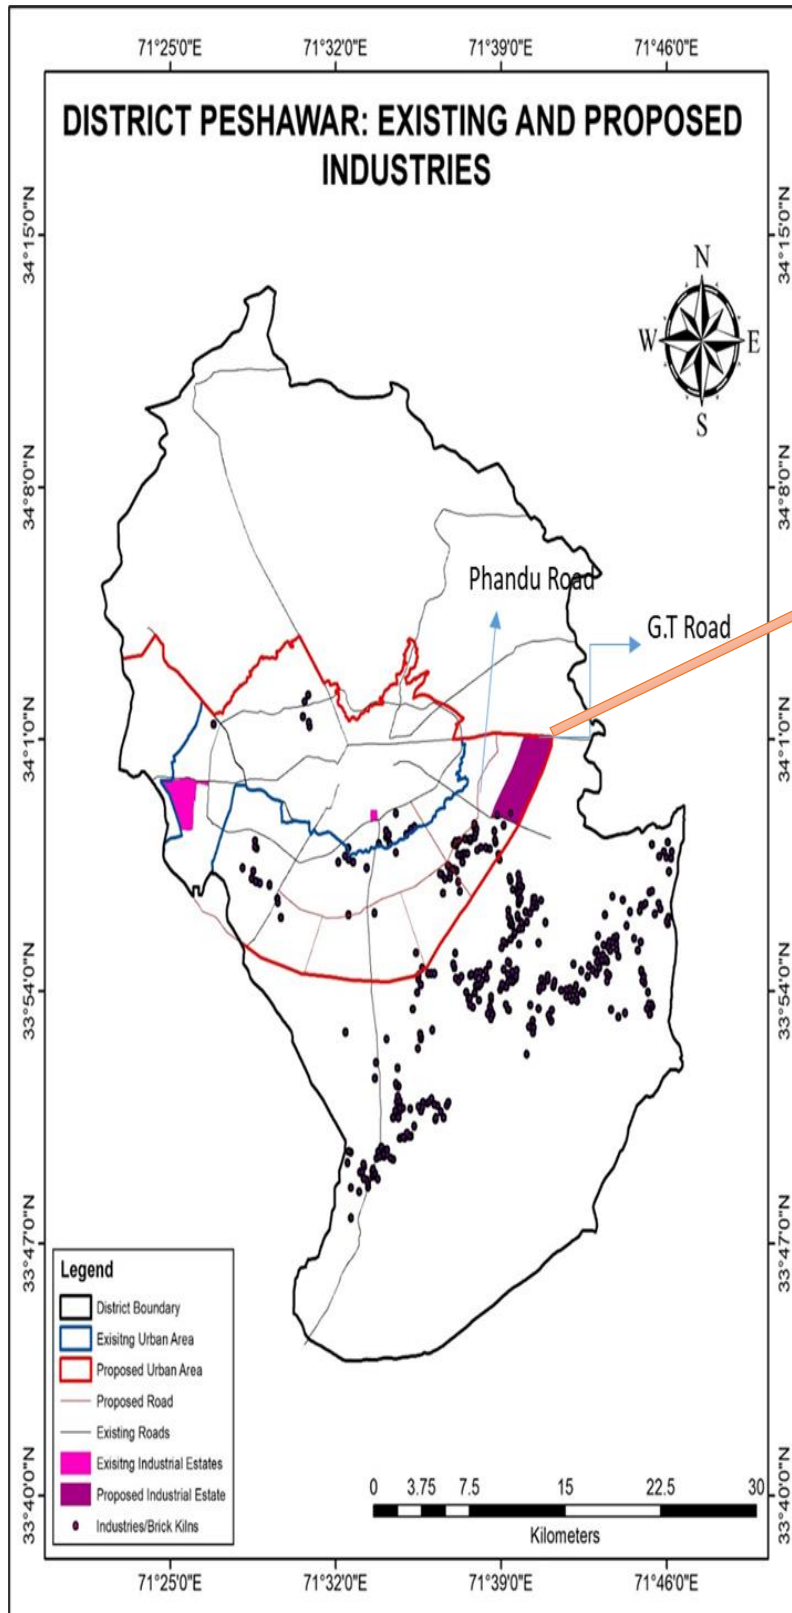 71°25'0"E 71°32'0"E 71°39'0"E 71°46'0"E
DISTRICT PESHAWAR: EXISTING AND PROPOSED
INDUSTRIES
34°15'0"N 34°15'0"N
N
W E
S
34°8'0"N 34°8'0"N
Phandu Road
G.T Road
34°1'0"N 34°1'0"N
33°54'0"N 33°54'0"N
33°47'0"N 33°47'0"N
Legend
District Boundary
Exisitng Urban Area
Proposed Urban Area
Proposed Road
Existing Roads
Exisitng Industrial Estates
Proposed Industrial Estate
Industries/Brick Kilns
0 3.75 7.5 15 22.5 30
Kilometers
33°40'0"N 33°40'0"N
71°25'0"E 71°32'0"E 71°39'0"E 71°46'0"E